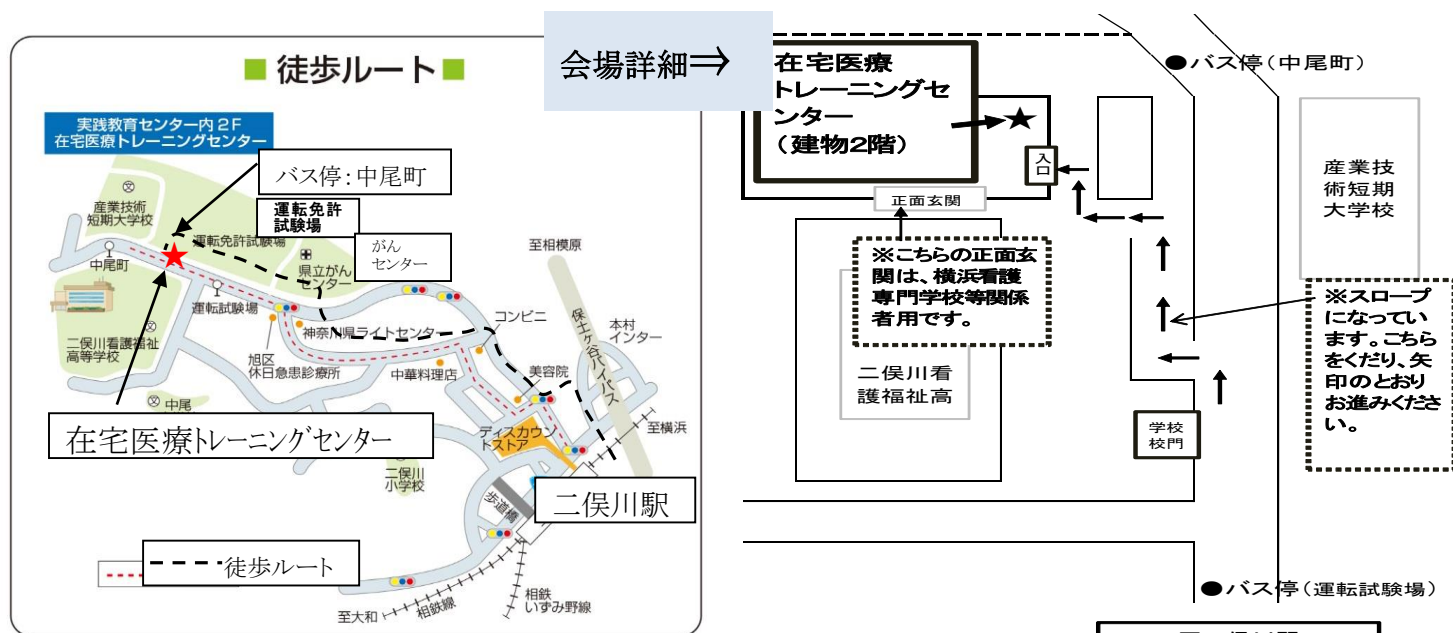 ■ 徒歩ルート ■
実践教育センター内2F
在宅医療トレーニングセンター
バス停:中尾町
産業技術
短期大学校
運転免許
試験場
運転免許試験場
がん
センター
県立がん
センター
至相模原
中尾町
運転試験場
神奈川県ライトセンター
コンビニ
保土ヶ谷バイパス
本村
インター
二俣川看護福祉
高等学校
旭区
休日急患診療所
中華料理店
美容院
中尾
在宅医療トレーニングセンター
ディスカウン
トストア
至横浜
二俣川
小学校
歩道橋
二俣川駅
徒歩ルート
至大和
相鉄線
相鉄
いずみ野線
会場詳細⇒
在宅医療
トレーニングセ
ンター
(建物2階)
●バス停(中尾町)
入口
正面玄関
産業技
術短期
大学校
※こちらの正面玄
関は、横浜看護
専門学校等関係
者用です。
二俣川看
護福祉高
※スロープ
になってい
ます。こちら
をくだり、矢
印のとおり
お進みくださ
い。
学校
校門
●バス停(運転試験場)